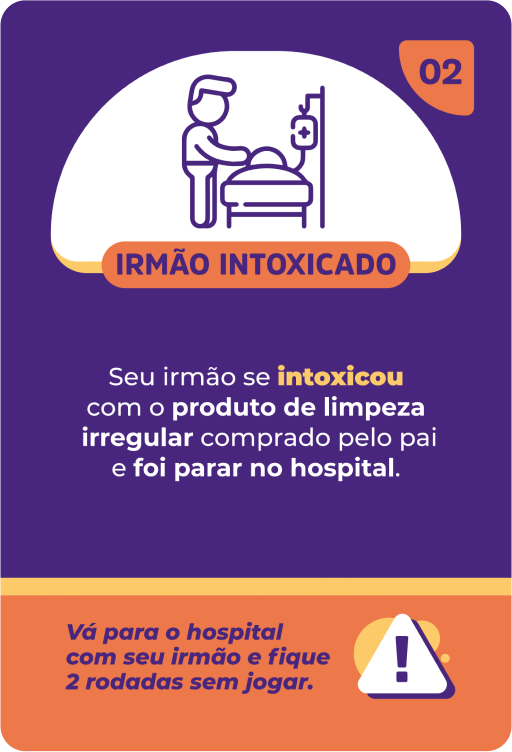 02
IRMÃO INTOXICADO
Seu irmão se intoxicou
com o produto de limpeza
irregular comprado pelo pai
e foi parar no hospital.
Vá para o hospital
com seu irmão e fique
2 rodadas sem jogar.
!